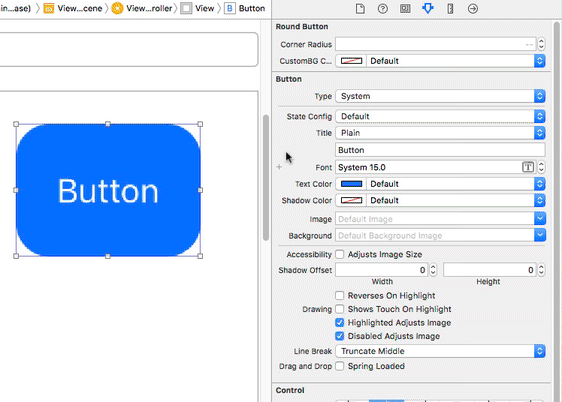 in...ase) View...cene View...roller View B Button
Round Button
Corner Radius --
CustomBG C... Default
Button
Type System
State Config Default
Title Plain
Button
Button
+ Font System 15.0 T
Text Color Default
Shadow Color Default
Image Default Image
Background Default Background Image
Accessibility Adjusts Image Size
Shadow Offset 0 0
Width Height
Reverses On Highlight
Drawing Shows Touch On Highlight
Highlighted Adjusts Image
Disabled Adjusts Image
Line Break Truncate Middle
Drag and Drop Spring Loaded
Control